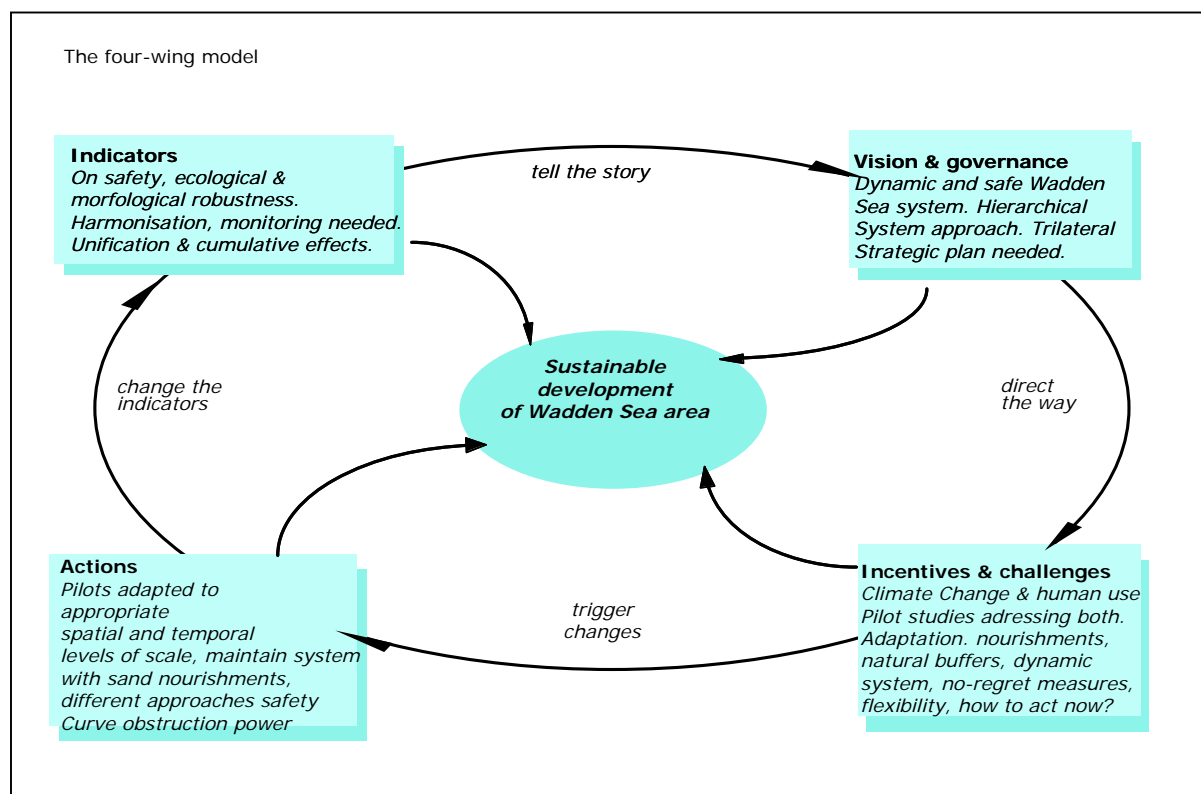 The four-wing model
Indicators
On safety, ecological &
morfological robustness.
Harmonisation, monitoring needed.
Unification & cumulative effects.
tell the story
Vision & governance
Dynamic and safe Wadden
Sea system. Hierarchical
System approach. Trilateral
Strategic plan needed.
Sustainable
development
of Wadden Sea area
change the
indicators
direct
the way
Actions
Pilots adapted to
appropriate
spatial and temporal
levels of scale, maintain system
with sand nourishments,
different approaches safety
Curve obstruction power
trigger
changes
Incentives & challenges
Climate Change & human use
Pilot studies adressing both.
Adaptation. nourishments,
natural buffers, dynamic
system, no-regret measures,
flexibility, how to act now?